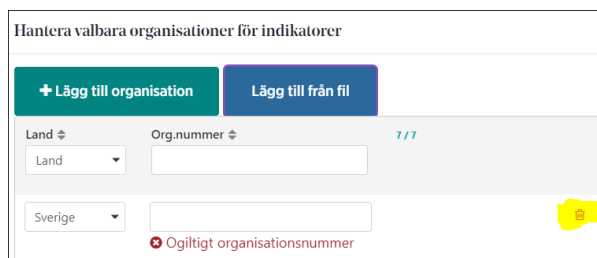 Hantera valbara organisationer för indikatorer
+ Lägg till organisation
Lägg till från fil
Land
Org.nummer
7 / 7
Land
Sverige
Ogiltigt organisationsnummer